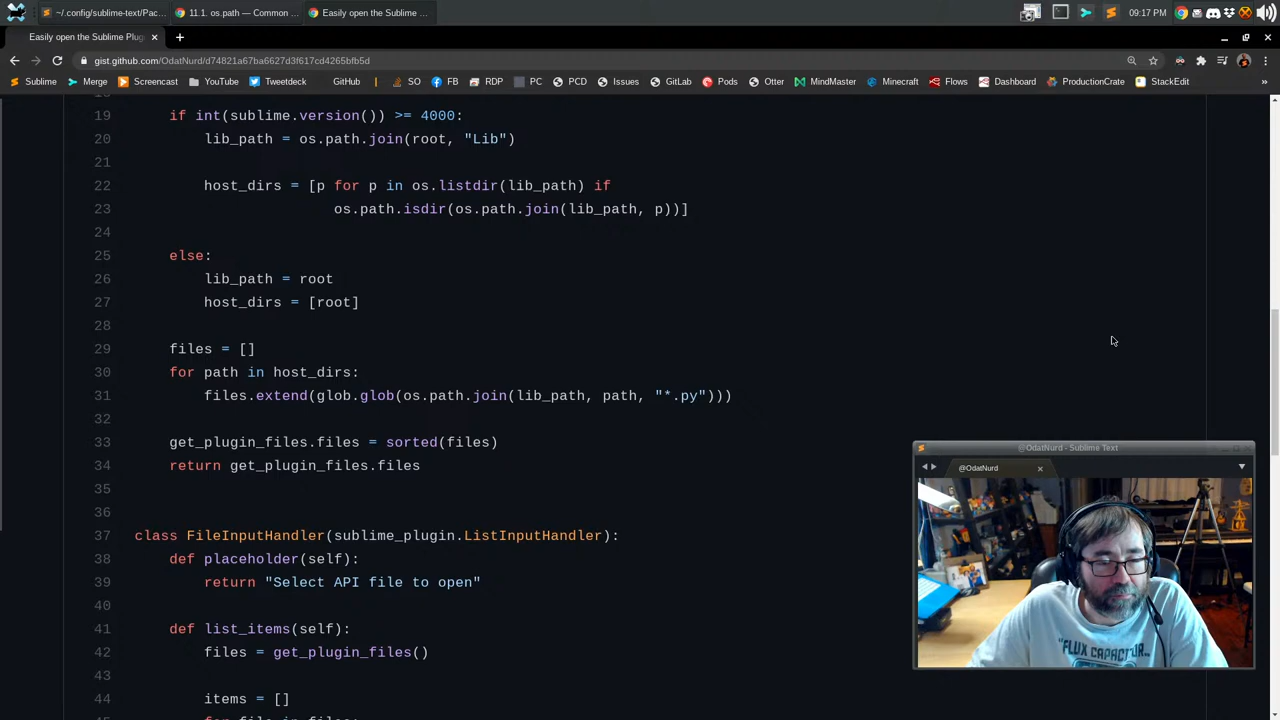 ~/.config/sublime-text/Pac...
11.1. os.path — Common ...
Easily open the Sublime ...
09:17 PM
Easily open the Sublime Plug
gist.github.com/OdatNurd/d74821a67ba6627d3f617cd4265bfb5d
Sublime
Merge
Screencast
YouTube
Tweetdeck
GitHub
SO
FB
RDP
PC
PCD
Issues
GitLab
Pods
Otter
MindMaster
Minecraft
Flows
Dashboard
ProductionCrate
StackEdit
»
19 if int(sublime.version()) >= 4000:
20 lib_path = os.path.join(root, "Lib")
21
22 host_dirs = [p for p in os.listdir(lib_path) if
23 os.path.isdir(os.path.join(lib_path, p))]
24
25 else:
26 lib_path = root
27 host_dirs = [root]
28
29 files = []
30 for path in host_dirs:
31 files.extend(glob.glob(os.path.join(lib_path, path, "*.py")))
32
33 get_plugin_files.files = sorted(files)
34 return get_plugin_files.files
35
36
37 class FileInputHandler(sublime_plugin.ListInputHandler):
38 def placeholder(self):
39 return "Select API file to open"
40
41 def list_items(self):
42 files = get_plugin_files()
43
44 items = []
@OdatNurd - Sublime Text
@OdatNurd
"FLUX CAPACITOR...